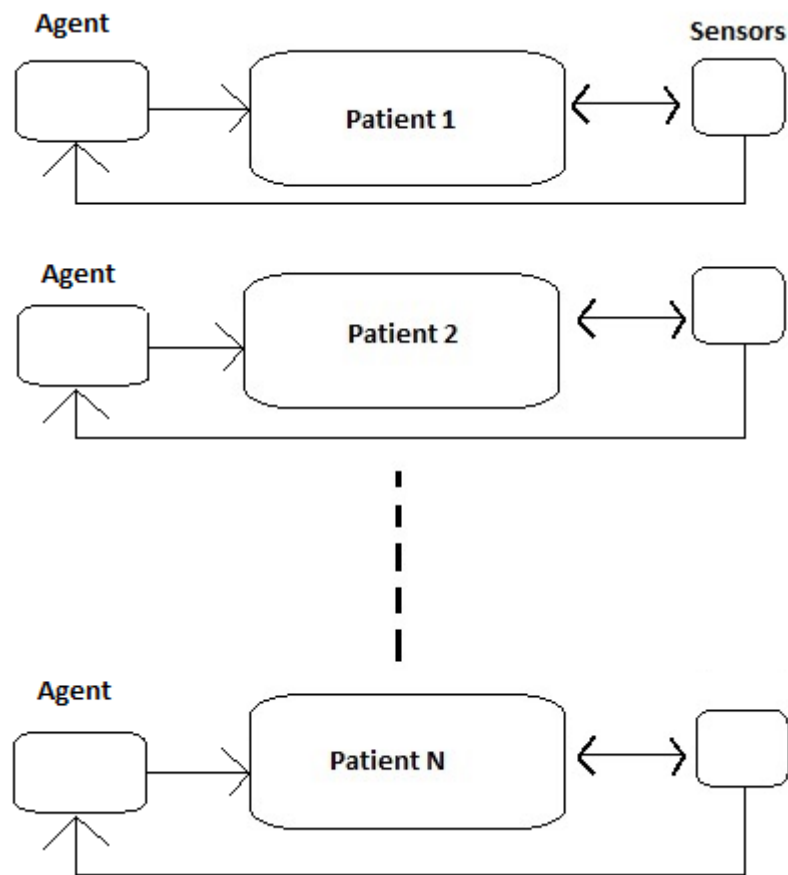 Agent
Sensors
Patient 1
Agent
Patient 2
Agent
Patient N